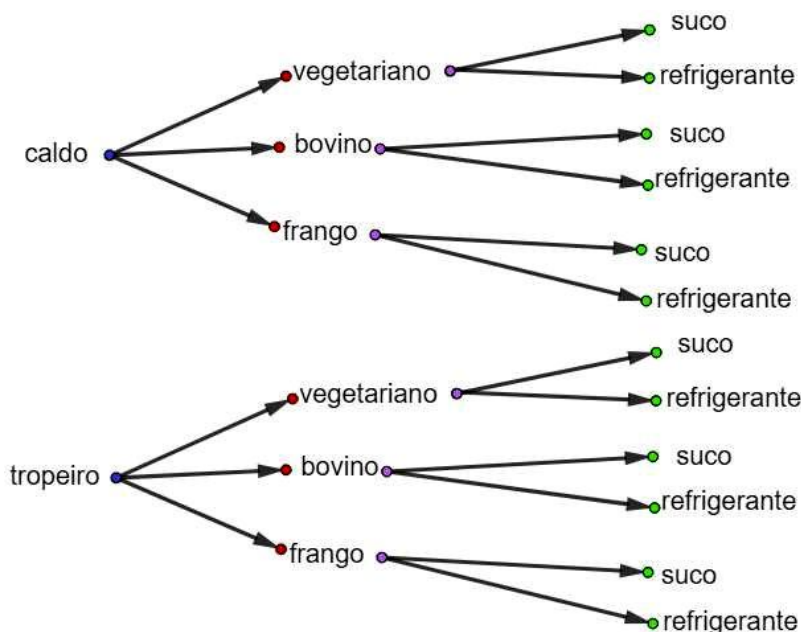 suco
vegetariano
refrigerante
suco
caldo
bovino
refrigerante
frango
suco
refrigerante
suco
vegetariano
refrigerante
suco
tropeiro
bovino
refrigerante
frango
suco
refrigerante